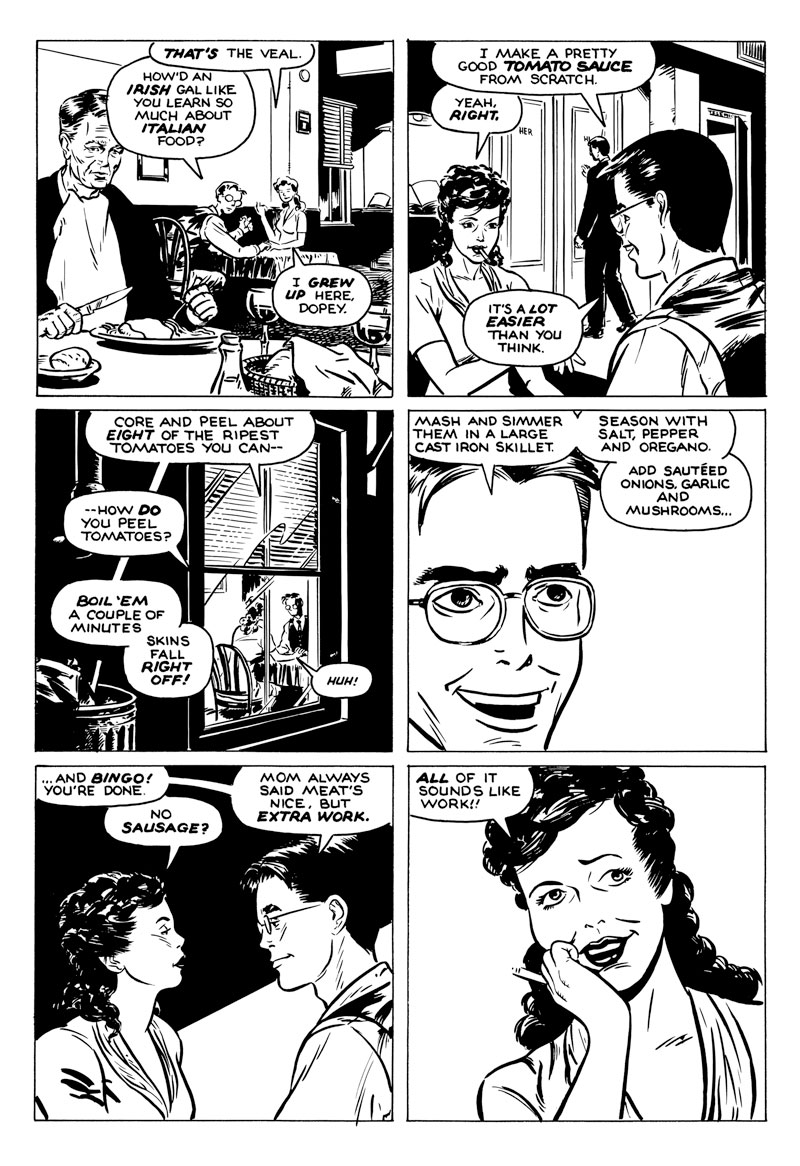 THAT'S THE VEAL.
HOW'D AN
IRISH GAL LIKE
YOU LEARN SO
MUCH ABOUT
ITALIAN
FOOD?
I GREW
UP HERE,
DOPEY.
I MAKE A PRETTY
GOOD TOMATO SAUCE
FROM SCRATCH.
YEAH,
RIGHT.
HER
HI
IT'S A LOT
EASIER
THAN YOU
THINK.
CORE AND PEEL ABOUT
EIGHT OF THE RIPEST
TOMATOES YOU CAN--
--HOW DO
YOU PEEL
TOMATOES?
BOIL 'EM
A COUPLE OF
MINUTES
SKINS
FALL
RIGHT
OFF!
HUH!
MASH AND SIMMER
THEM IN A LARGE
CAST IRON SKILLET.
SEASON WITH
SALT, PEPPER
AND OREGANO.
ADD SAUTÉED
ONIONS, GARLIC
AND
MUSHROOMS...
...AND BINGO!
YOU'RE DONE.
NO
SAUSAGE?
MOM ALWAYS
SAID MEAT'S
NICE, BUT
EXTRA WORK.
ALL OF IT
SOUNDS LIKE
WORK!!